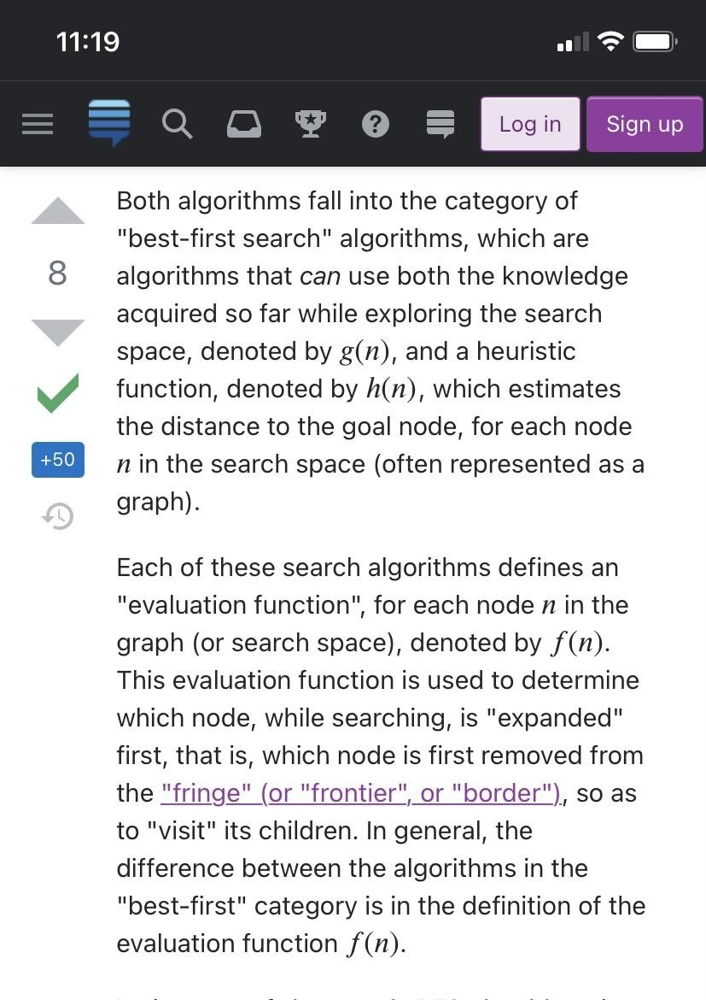 11:19
Log in
Sign up
Both algorithms fall into the category of
"best-first search" algorithms, which are
8
algorithms that can use both the knowledge
acquired so far while exploring the search
space, denoted by g(n), and a heuristic
function, denoted by h(n), which estimates
the distance to the goal node, for each node
+50
n in the search space (often represented as a
graph).
Each of these search algorithms defines an
"evaluation function", for each node n in the
graph (or search space), denoted by f(n).
This evaluation function is used to determine
which node, while searching, is "expanded"
first, that is, which node is first removed from
the "fringe" (or "frontier", or "border"), so as
to "visit" its children. In general, the
difference between the algorithms in the
"best-first" category is in the definition of the
evaluation function f(n).